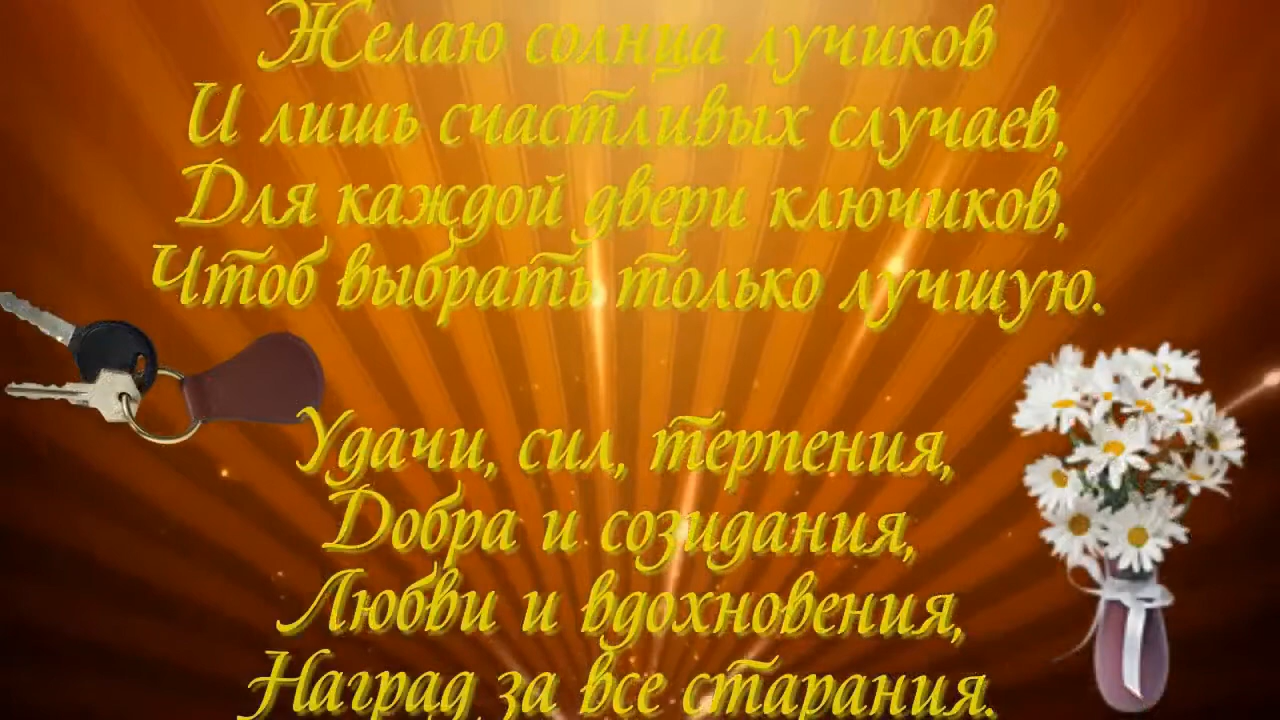 Желаю солнца лучиков
И лишь счастливых случаев,
Для каждой двери ключиков,
Чтоб выбрать только лучшую.
Удачи, сил, терпения,
Добра и созидания,
Любви и вдохновения,
Наград за все старания.